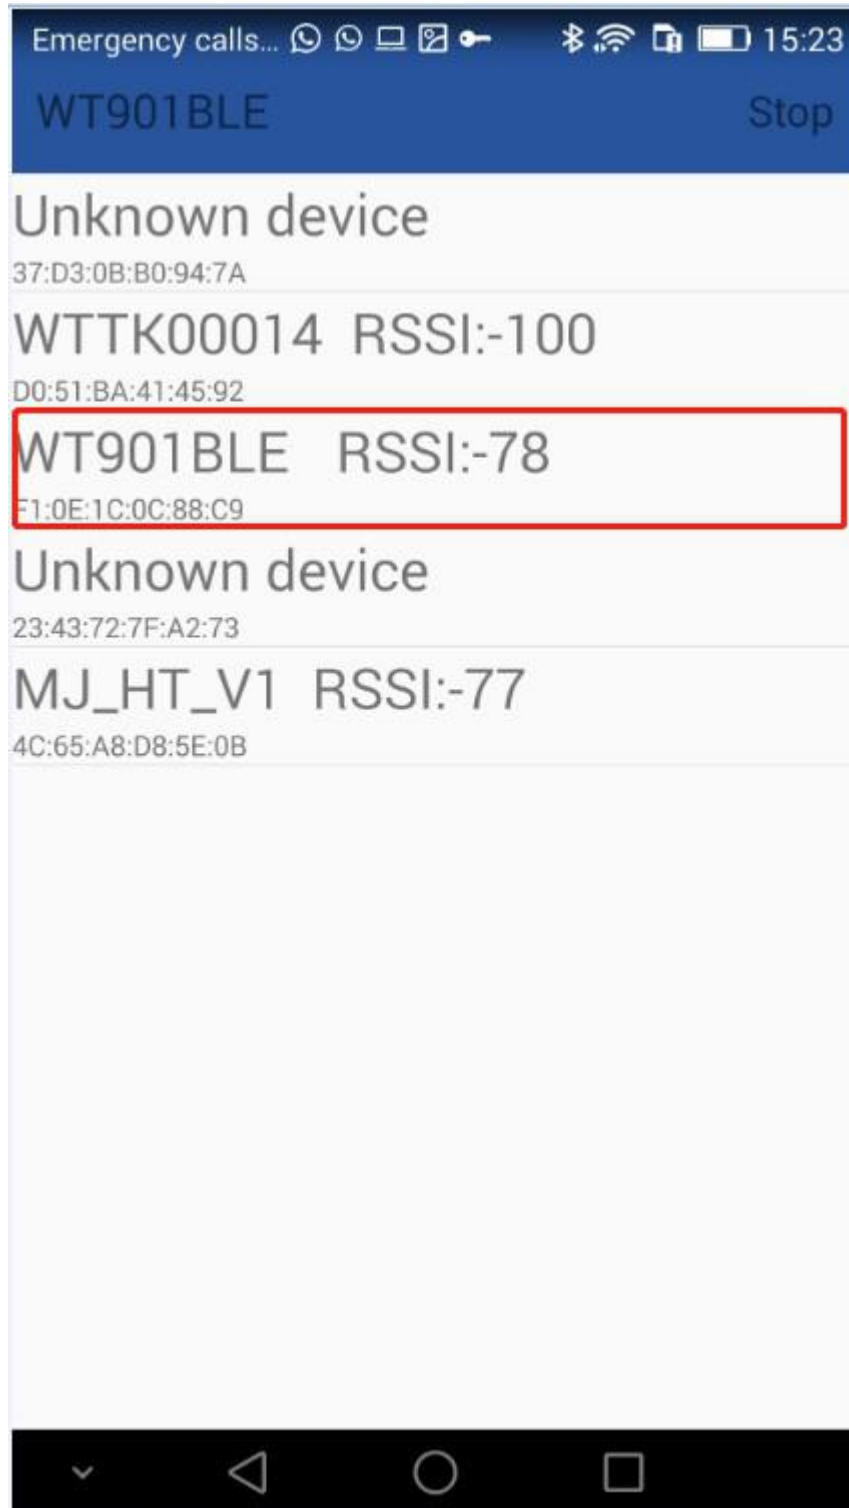 Emergency calls... 15:23
WT901BLE Stop
Unknown device
37:D3:0B:B0:94:7A
WTTK00014 RSSI:-100
D0:51:BA:41:45:92
WT901BLE RSSI:-78
F1:0E:1C:0C:88:C9
Unknown device
23:43:72:7F:A2:73
MJ_HT_V1 RSSI:-77
4C:65:A8:D8:5E:0B